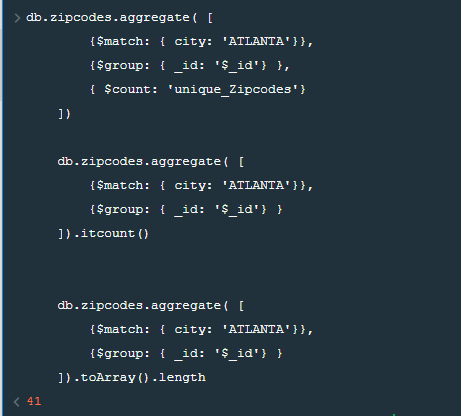 > db.zipcodes.aggregate( [
{$match: { city: 'ATLANTA'}},
{$group: { _id: '$_id'} },
{ $count: 'unique_Zipcodes'}
])
db.zipcodes.aggregate( [
{$match: { city: 'ATLANTA'}},
{$group: { _id: '$_id'} }
]).itcount()
db.zipcodes.aggregate( [
{$match: { city: 'ATLANTA'}},
{$group: { _id: '$_id'} }
]).toArray().length
< 41